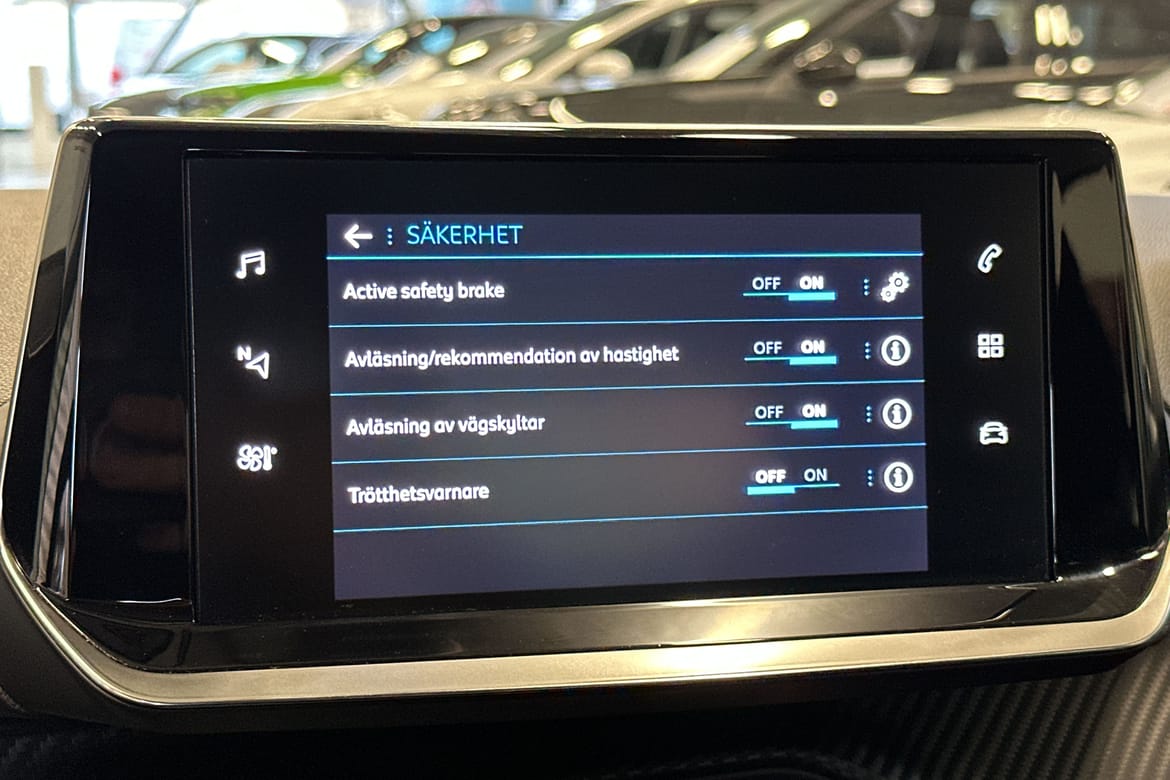 SÄKERHET
Active safety brake OFF ON
Avläsning/rekommendation av hastighet OFF ON
Avläsning av vägskyltar OFF ON
Trötthetsvarnare OFF ON
N